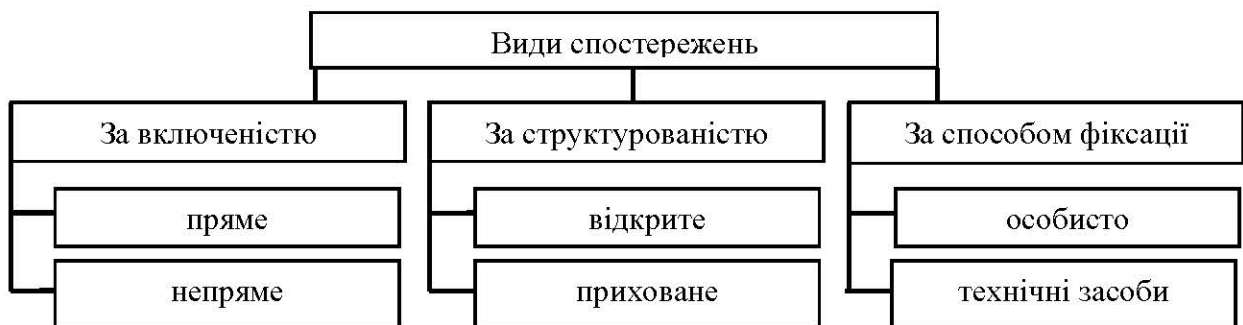 Види спостережень
За включеністю
За структурованістю
За способом фіксації
пряме
відкрите
особисто
непряме
приховане
технічні засоби